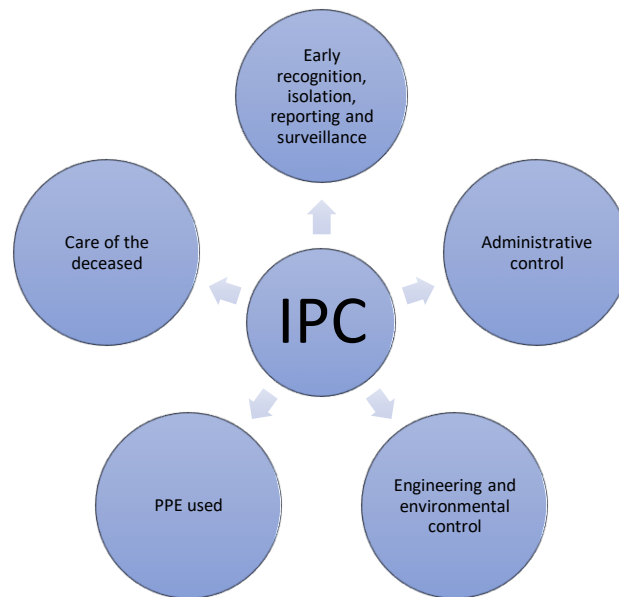 Early
recognition,
isolation,
reporting and
surveillance
Care of the
deceased
Administrative
control
IPC
PPE used
Engineering and
environmental
control